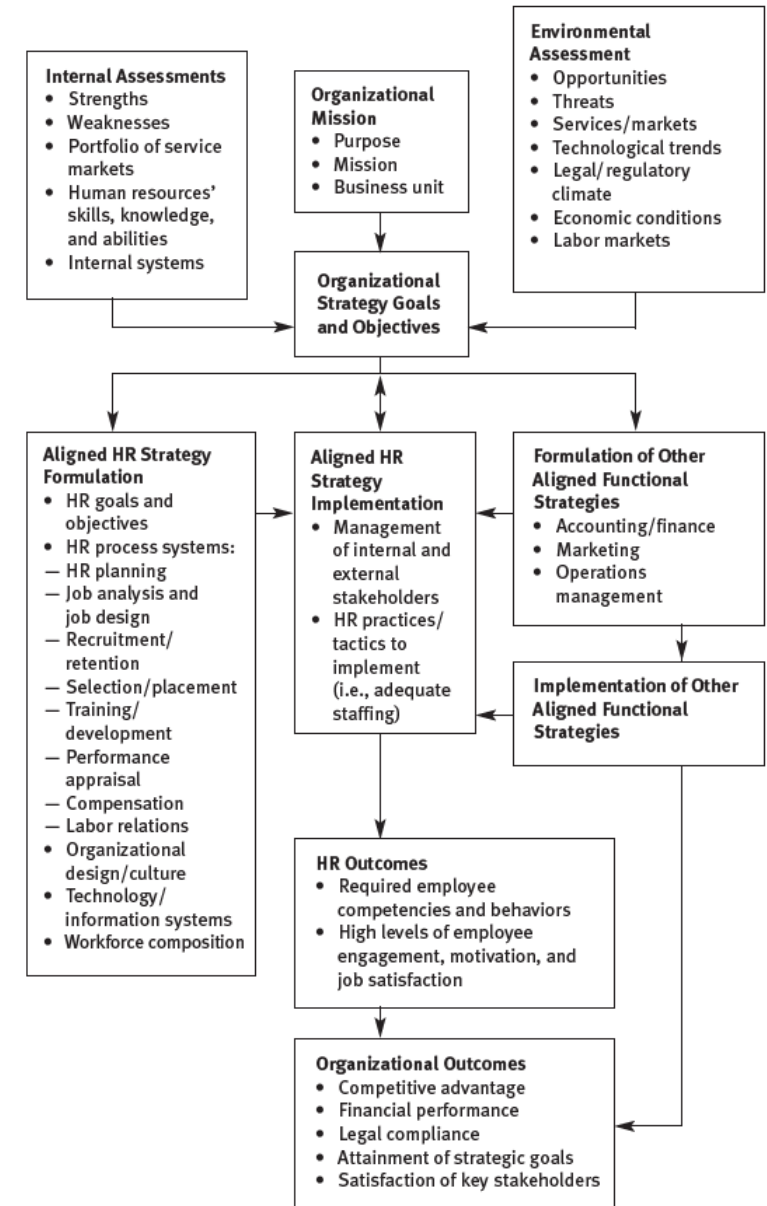 Internal Assessments
• Strengths
• Weaknesses
• Portfolio of service
markets
• Human resources’
skills, knowledge,
and abilities
• Internal systems
Organizational
Mission
• Purpose
• Mission
• Business unit
Environmental
Assessment
• Opportunities
• Threats
• Services/markets
• Technological trends
• Legal/regulatory
climate
• Economic conditions
• Labor markets
Organizational
Strategy Goals
and Objectives
Aligned HR Strategy
Formulation
• HR goals and
objectives
• HR process systems:
— HR planning
— Job analysis and
job design
— Recruitment/
retention
— Selection/placement
— Training/
development
— Performance
appraisal
— Compensation
— Labor relations
• Organizational
design/culture
• Technology/
information systems
• Workforce composition
Aligned HR
Strategy
Implementation
• Management
of internal and
external
stakeholders
• HR practices/
tactics to
implement
(i.e., adequate
staffing)
Formulation of Other
Aligned Functional
Strategies
• Accounting/finance
• Marketing
• Operations
management
Implementation of Other
Aligned Functional
Strategies
HR Outcomes
• Required employee
competencies and behaviors
• High levels of employee
engagement, motivation, and
job satisfaction
Organizational Outcomes
• Competitive advantage
• Financial performance
• Legal compliance
• Attainment of strategic goals
• Satisfaction of key stakeholders